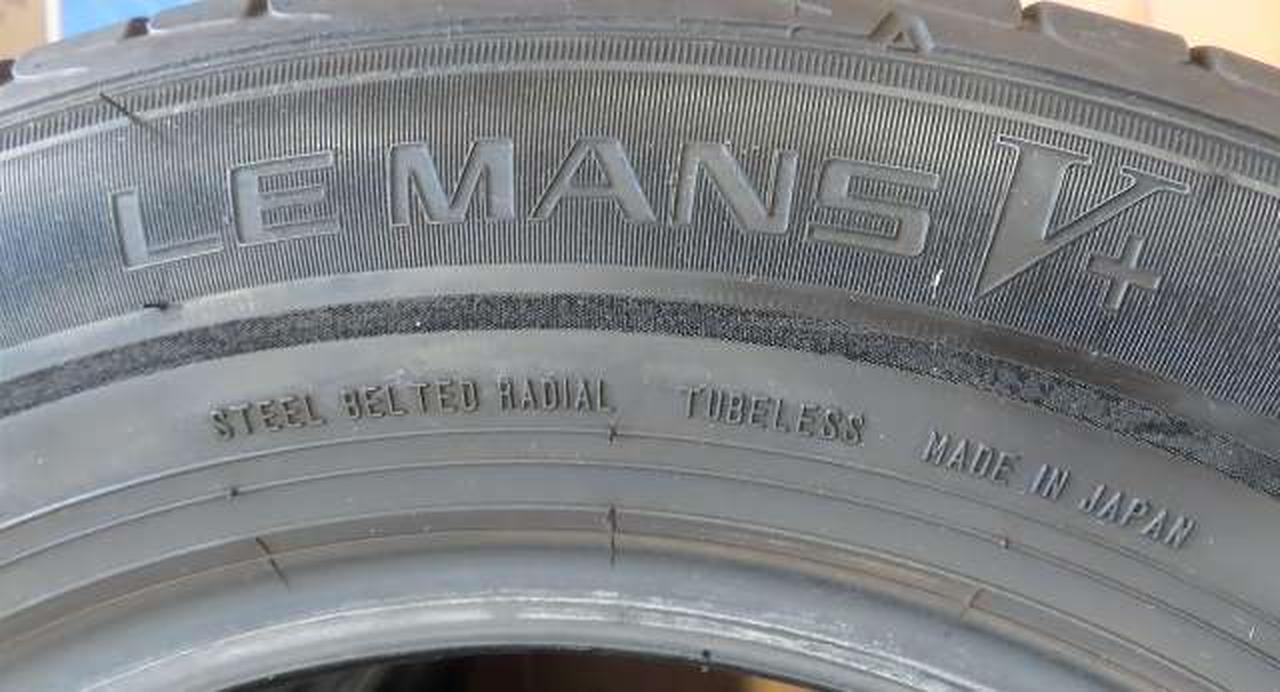 LE MANS V+
STEEL BELTED RADIAL TUBELESS MADE IN JAPAN